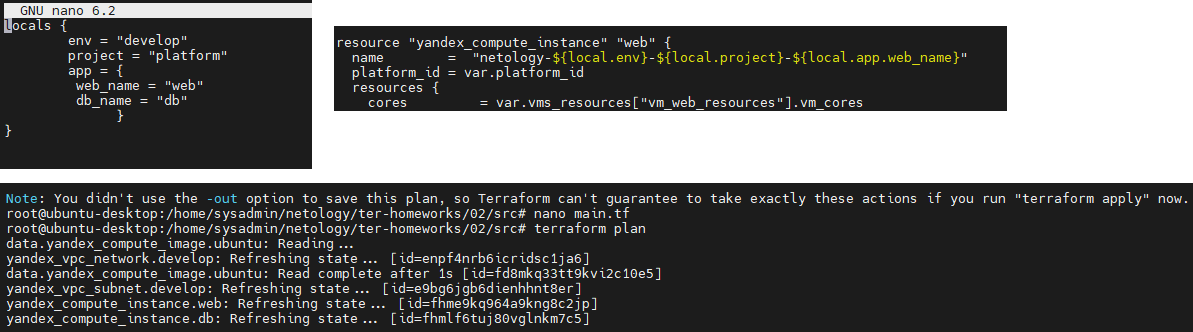 GNU nano 6.2
locals {
env = "develop"
project = "platform"
app = {
web_name = "web"
db_name = "db"
}
}
resource "yandex_compute_instance" "web" {
name = "netology-${local.env}-${local.project}-${local.app.web_name}"
platform_id = var.platform_id
resources {
cores = var.vms_resources["vm_web_resources"].vm_cores
Note: You didn't use the -out option to save this plan, so Terraform can't guarantee to take exactly these actions if you run "terraform apply" now.
root@ubuntu-desktop:/home/sysadmin/netology/ter-homeworks/02/src# nano main.tf
root@ubuntu-desktop:/home/sysadmin/netology/ter-homeworks/02/src# terraform plan
data.yandex_compute_image.ubuntu: Reading...
yandex_vpc_network.develop: Refreshing state... [id=enpf4nrb6icridsc1ja6]
data.yandex_compute_image.ubuntu: Read complete after 1s [id=fd8mkq33tt9kvi2c10e5]
yandex_vpc_subnet.develop: Refreshing state... [id=e9bg6jgb6dienhhnt8er]
yandex_compute_instance.web: Refreshing state... [id=fhme9kq964a9kng8c2jp]
yandex_compute_instance.db: Refreshing state... [id=fhmlf6tuj80vglnkm7c5]